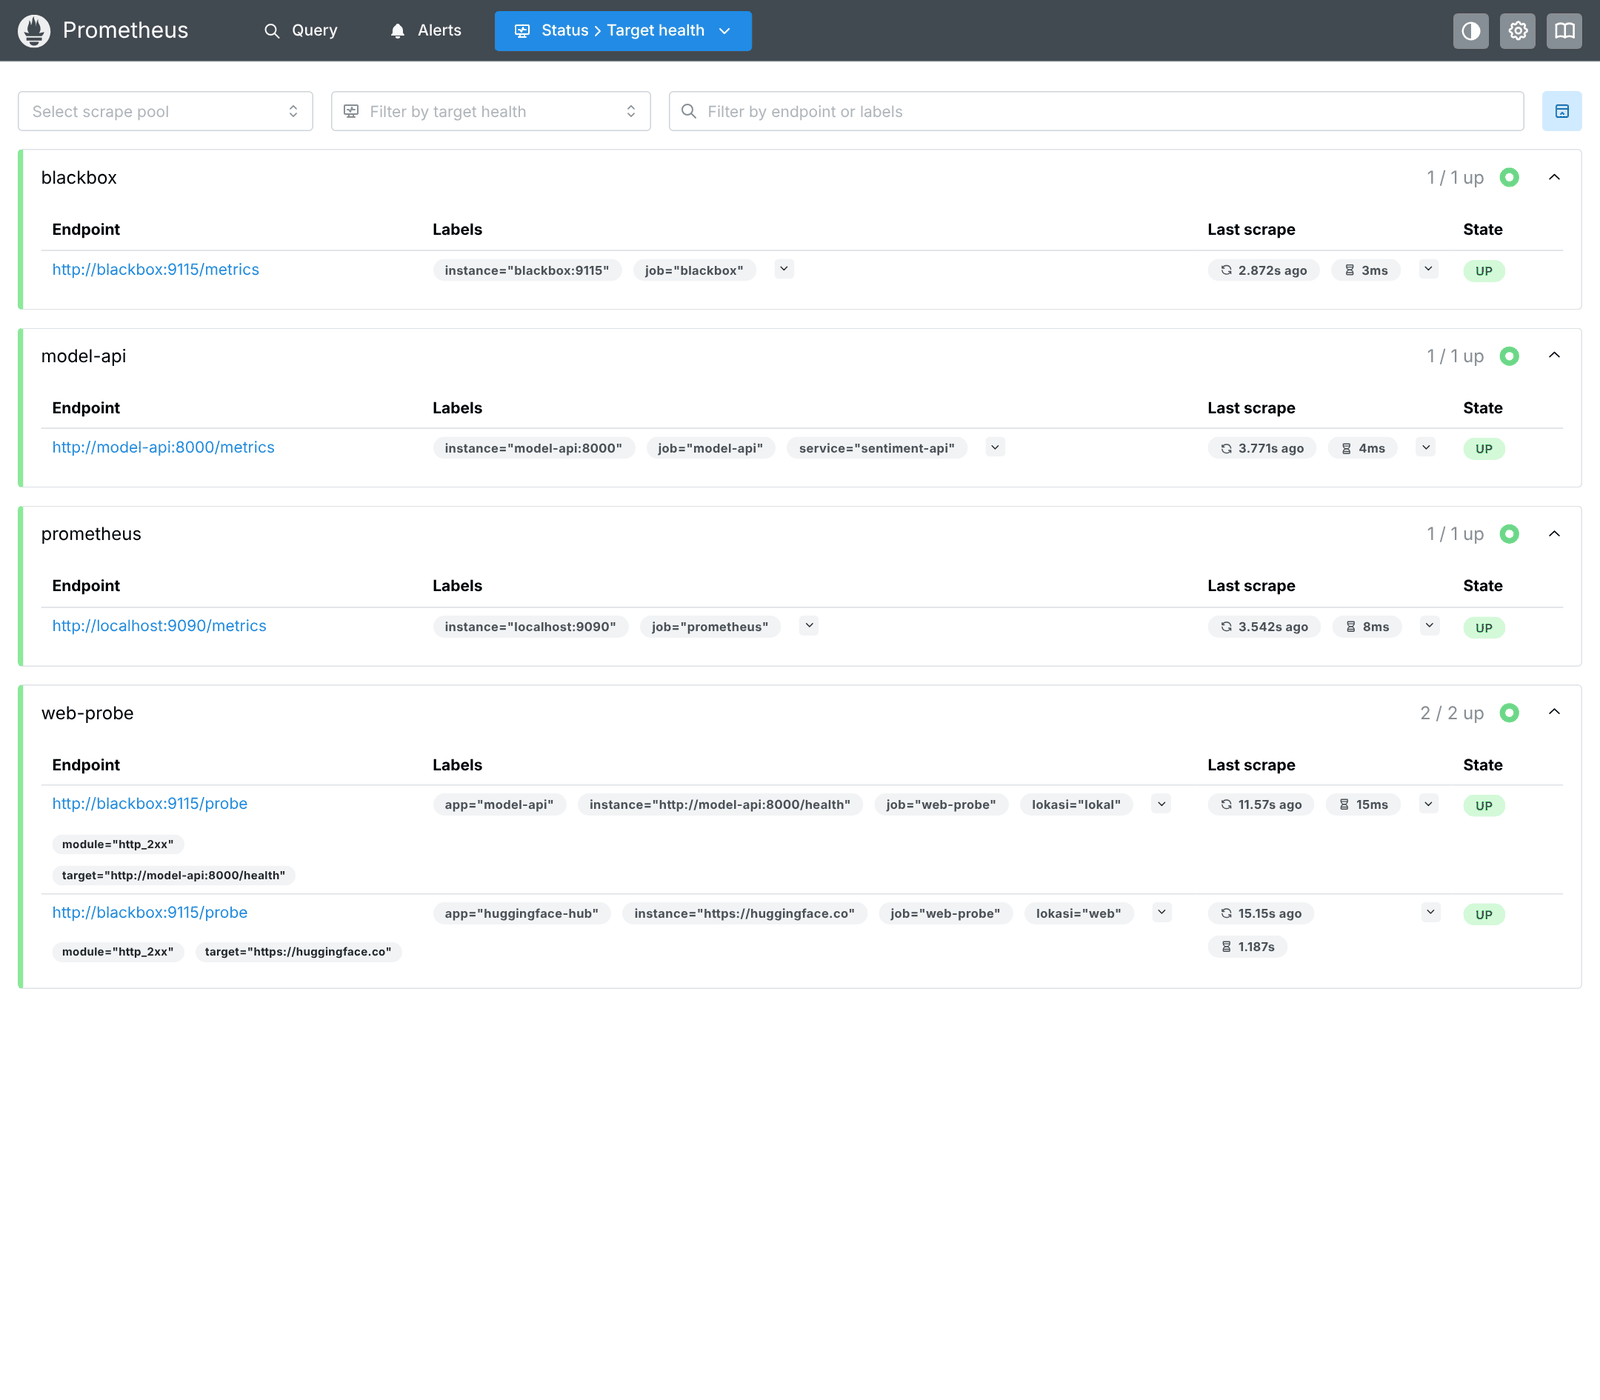 Prometheus Query Alerts Status > Target health
Select scrape pool Filter by target health Filter by endpoint or labels
blackbox 1 / 1 up
Endpoint Labels Last scrape State
http://blackbox:9115/metrics instance="blackbox:9115" job="blackbox" 2.872s ago 3ms UP
model-api 1 / 1 up
Endpoint Labels Last scrape State
http://model-api:8000/metrics instance="model-api:8000" job="model-api" service="sentiment-api" 3.771s ago 4ms UP
prometheus 1 / 1 up
Endpoint Labels Last scrape State
http://localhost:9090/metrics instance="localhost:9090" job="prometheus" 3.542s ago 8ms UP
web-probe 2 / 2 up
Endpoint Labels Last scrape State
http://blackbox:9115/probe app="model-api" instance="http://model-api:8000/health" job="web-probe" lokasi="lokal" 11.57s ago 15ms UP
module="http_2xx"
target="http://model-api:8000/health"
http://blackbox:9115/probe app="huggingface-hub" instance="https://huggingface.co" job="web-probe" lokasi="web" 15.15s ago UP
module="http_2xx" target="https://huggingface.co" 1.187s